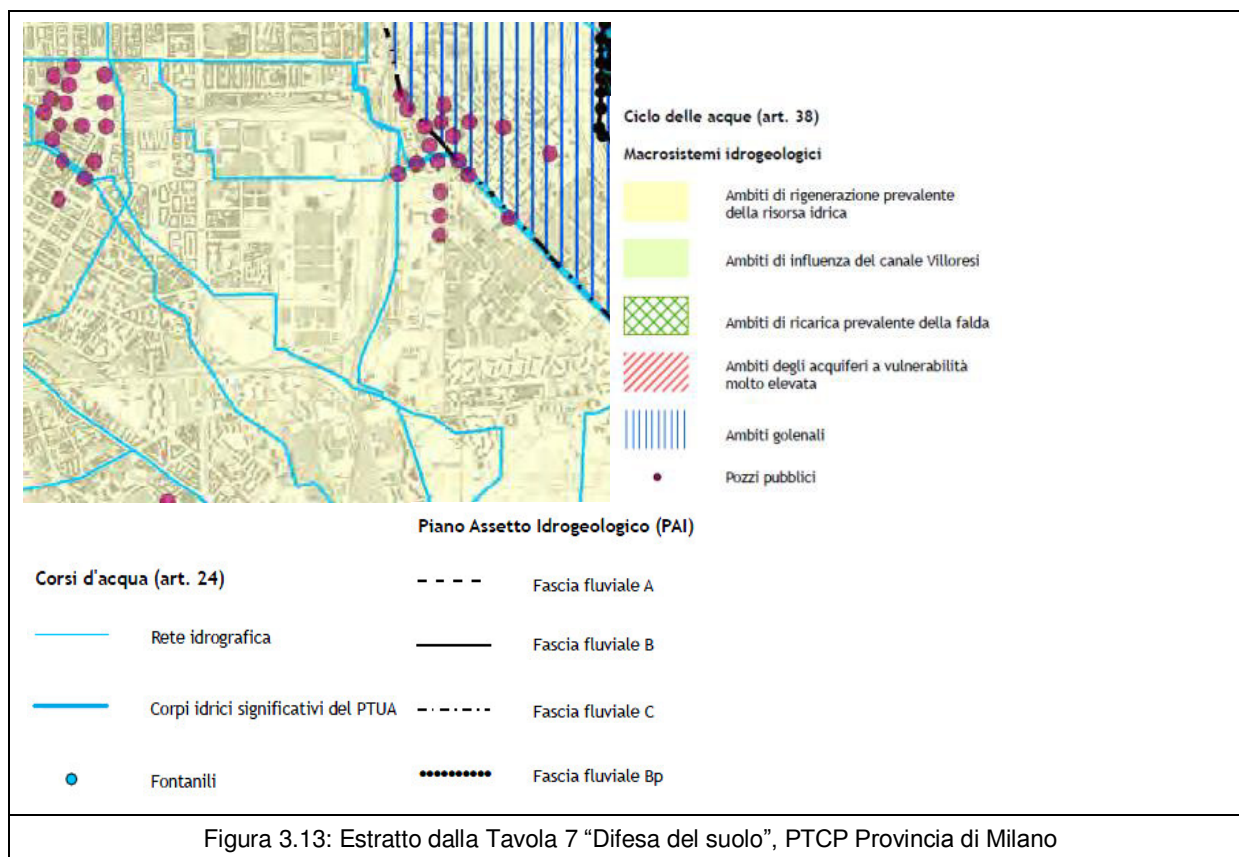 Ciclo delle acque (art. 38)
Macrosistemi idrogeologici
Ambiti di rigenerazione prevalente
della risorsa idrica
Ambiti di influenza del canale Villoresi
Ambiti di ricarica prevalente della falda
Ambiti degli acquiferi a vulnerabilità
molto elevata
Ambiti golenali
Pozzi pubblici
Corsi d'acqua (art. 24)
Rete idrografica
Corpi idrici significativi del PTUA
Fontanili
Piano Assetto Idrogeologico (PAI)
Fascia fluviale A
Fascia fluviale B
Fascia fluviale C
Fascia fluviale Bp
Figura 3.13: Estratto dalla Tavola 7 “Difesa del suolo”, PTCP Provincia di Milano